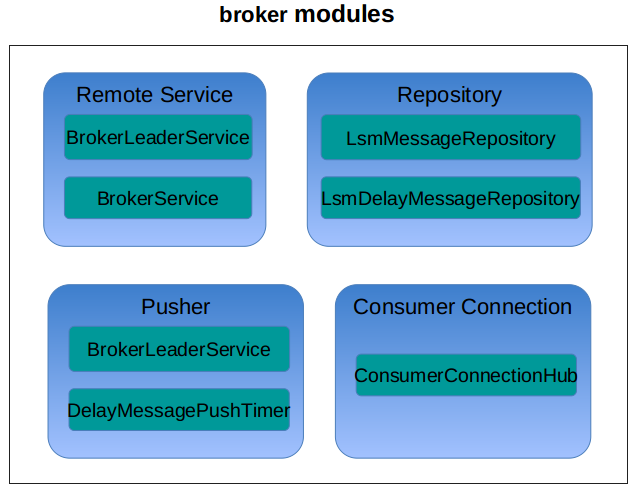 broker modules
Remote Service
BrokerLeaderService
BrokerService
Repository
LsmMessageRepository
LsmDelayMessageRepository
Pusher
BrokerLeaderService
DelayMessagePushTimer
Consumer Connection
ConsumerConnectionHub